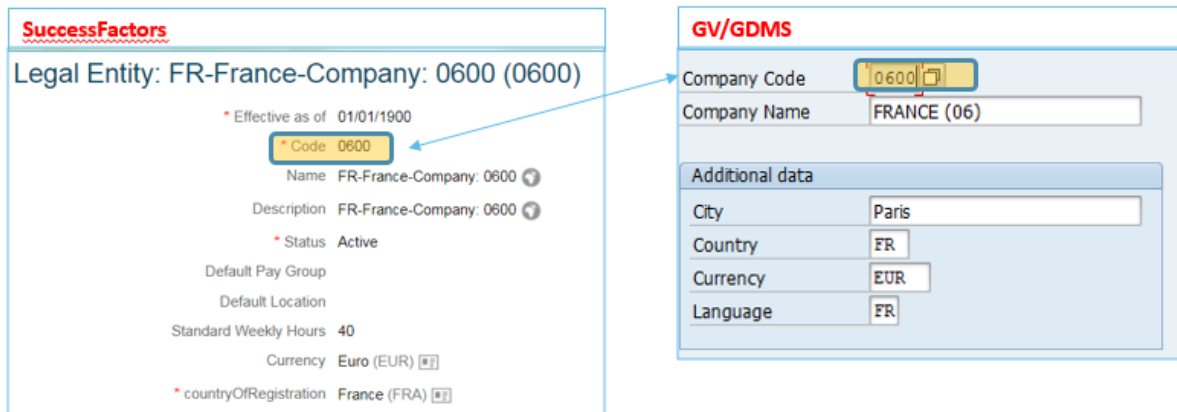 SuccessFactors
Legal Entity: FR-France-Company: 0600 (0600)
* Effective as of 01/01/1900
* Code 0600
Name FR-France-Company: 0600
Description FR-France-Company: 0600
* Status Active
Default Pay Group
Default Location
Standard Weekly Hours 40
Currency Euro (EUR)
* countryOfRegistration France (FRA)
GV/GDMS
Company Code 0600
Company Name FRANCE (06)
Additional data
City Paris
Country FR
Currency EUR
Language FR